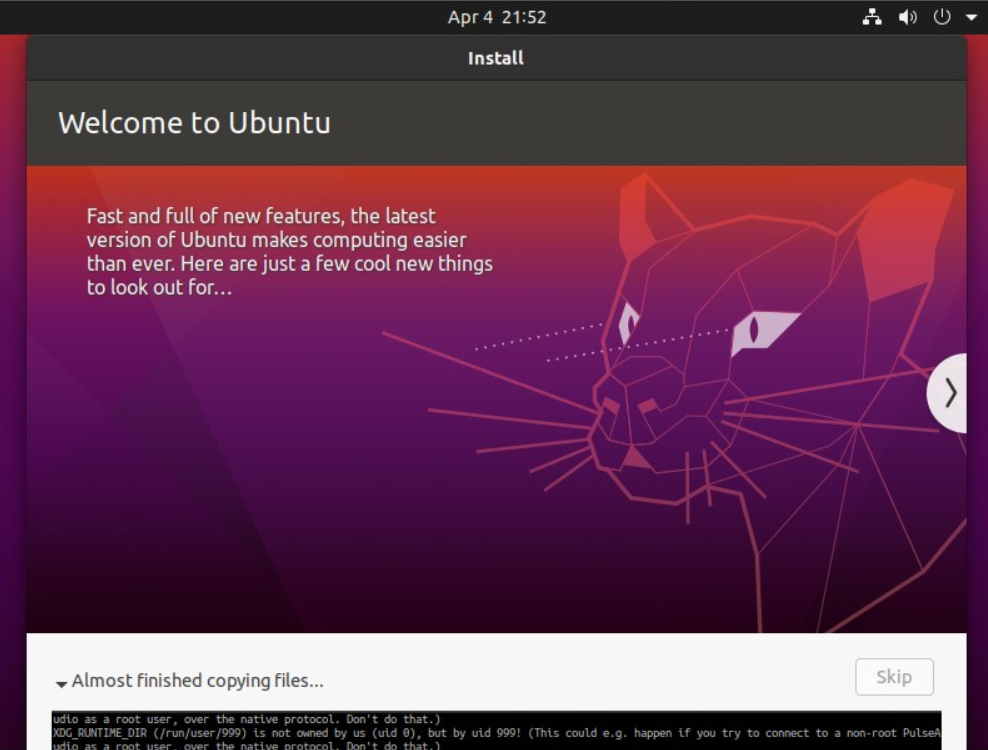 Apr 4 21:52
Install
Welcome to Ubuntu
Fast and full of new features, the latest
version of Ubuntu makes computing easier
than ever. Here are just a few cool new things
to look out for...
Almost finished copying files...
Skip
udio as a root user, over the native protocol. Don't do that.)
XDG_RUNTIME_DIR (/run/user/999) is not owned by us (uid 0), but by uid 999! (This could e.g. happen if you try to connect to a non-root PulseA
udio as a root user, over the native protocol. Don't do that.)